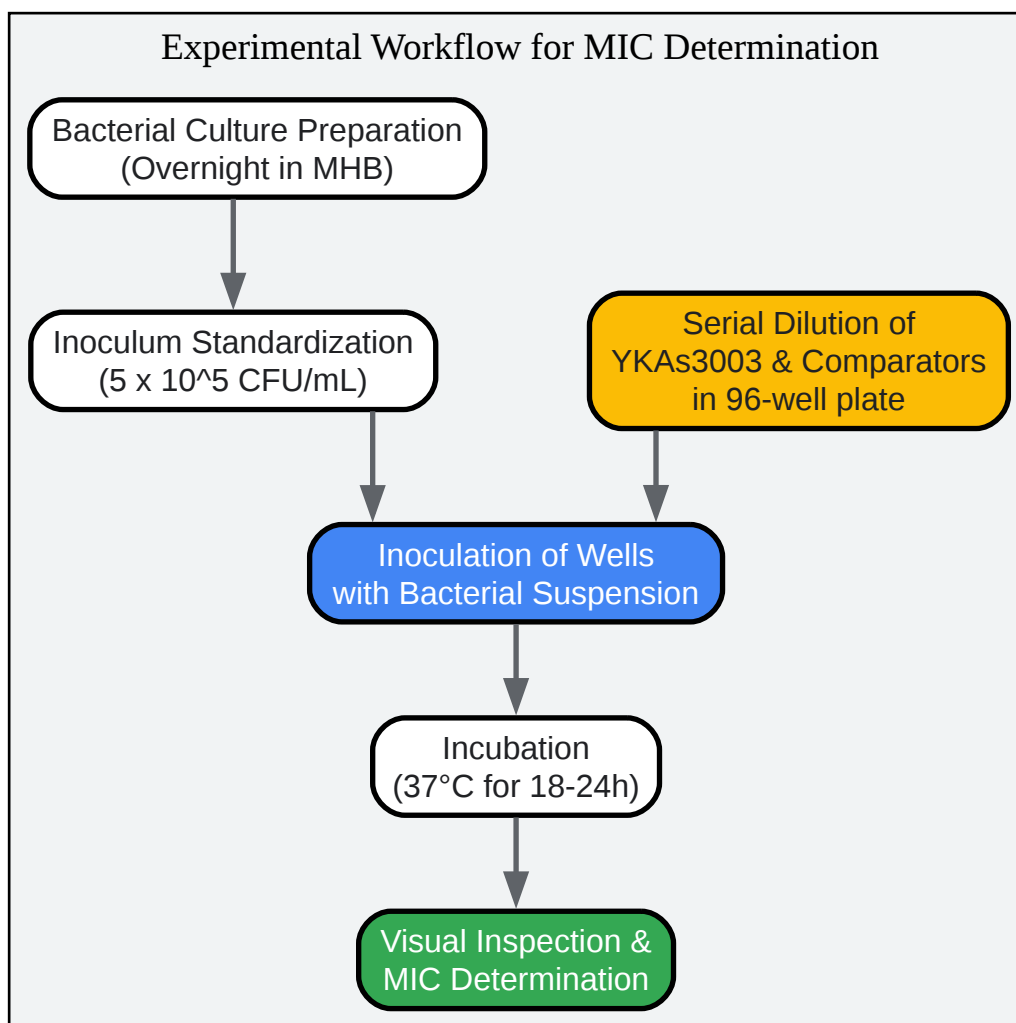 Experimental Workflow for MIC Determination
Bacterial Culture Preparation
(Overnight in MHB)
Inoculum Standardization
(5 x 10^5 CFU/mL)
Serial Dilution of
YKAs3003 & Comparators
in 96-well plate
Inoculation of Wells
with Bacterial Suspension
Incubation
(37°C for 18-24h)
Visual Inspection &
MIC Determination